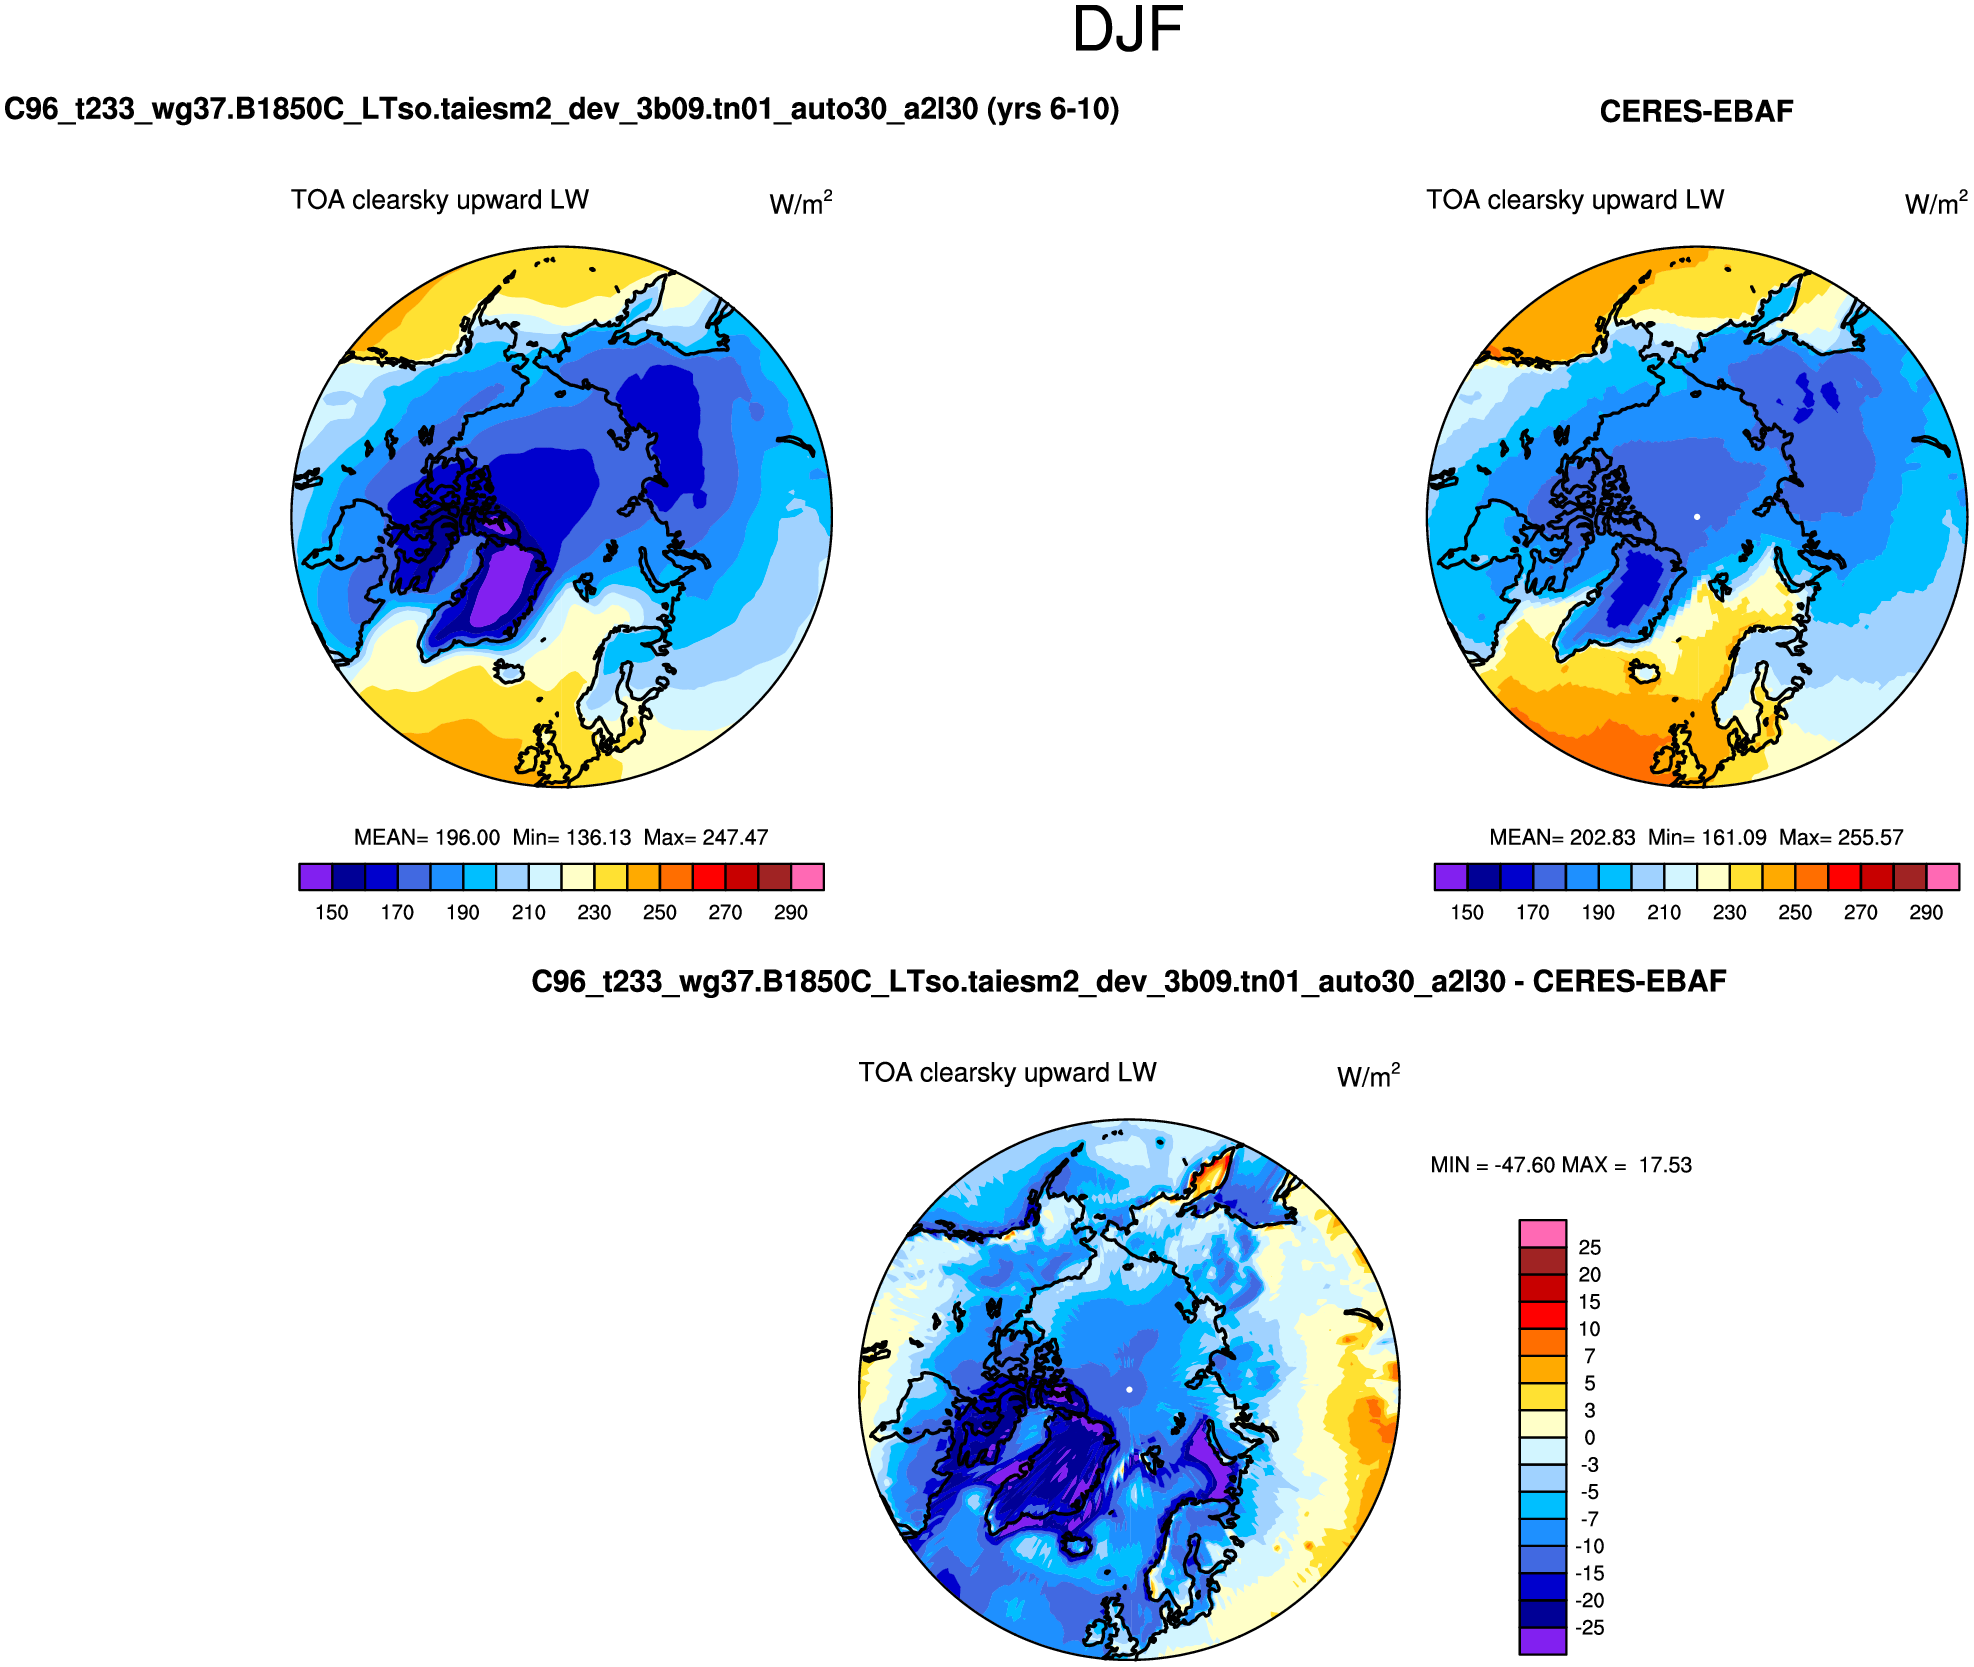 DJF
C96_t233_wg37.B1850C_LTso.taiesm2_dev_3b09.tn01_auto30_a2l30 (yrs 6-10)
CERES-EBAF
TOA clearsky upward LW W/m²
TOA clearsky upward LW W/m²
MEAN= 196.00 Min= 136.13 Max= 247.47
MEAN= 202.83 Min= 161.09 Max= 255.57
150 170 190 210 230 250 270 290
150 170 190 210 230 250 270 290
C96_t233_wg37.B1850C_LTso.taiesm2_dev_3b09.tn01_auto30_a2l30 - CERES-EBAF
TOA clearsky upward LW W/m²
MIN = -47.60 MAX = 17.53
25
20
15
10
7
5
3
0
-3
-5
-7
-10
-15
-20
-25